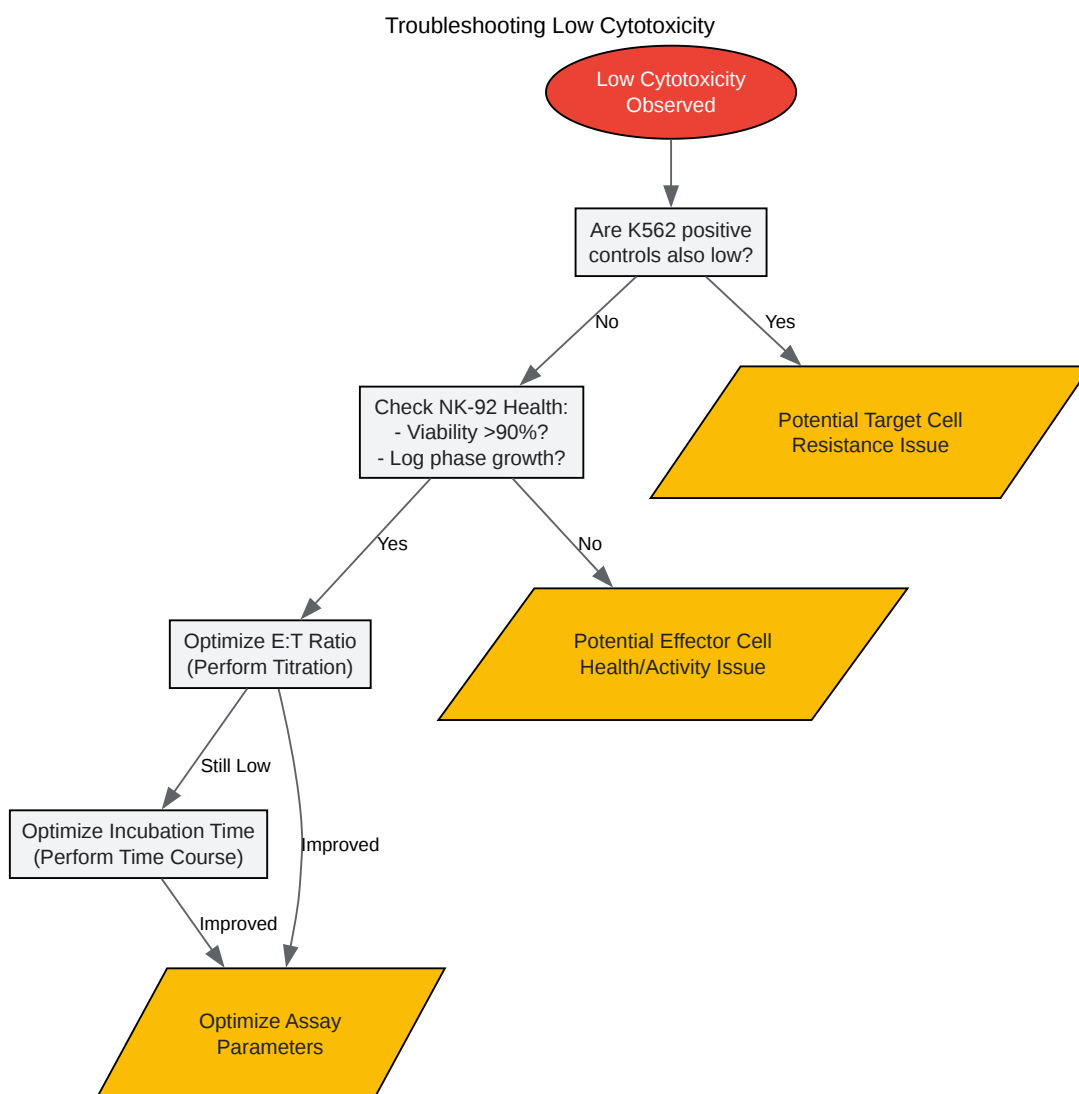 Troubleshooting Low Cytotoxicity
Low Cytotoxicity
Observed
Are K562 positive
controls also low?
No
Yes
Check NK-92 Health:
- Viability >90%?
- Log phase growth?
Potential Target Cell
Resistance Issue
Yes
No
Optimize E:T Ratio
(Perform Titration)
Potential Effector Cell
Health/Activity Issue
Still Low
Optimize Incubation Time
(Perform Time Course)
Improved
Improved
Optimize Assay
Parameters